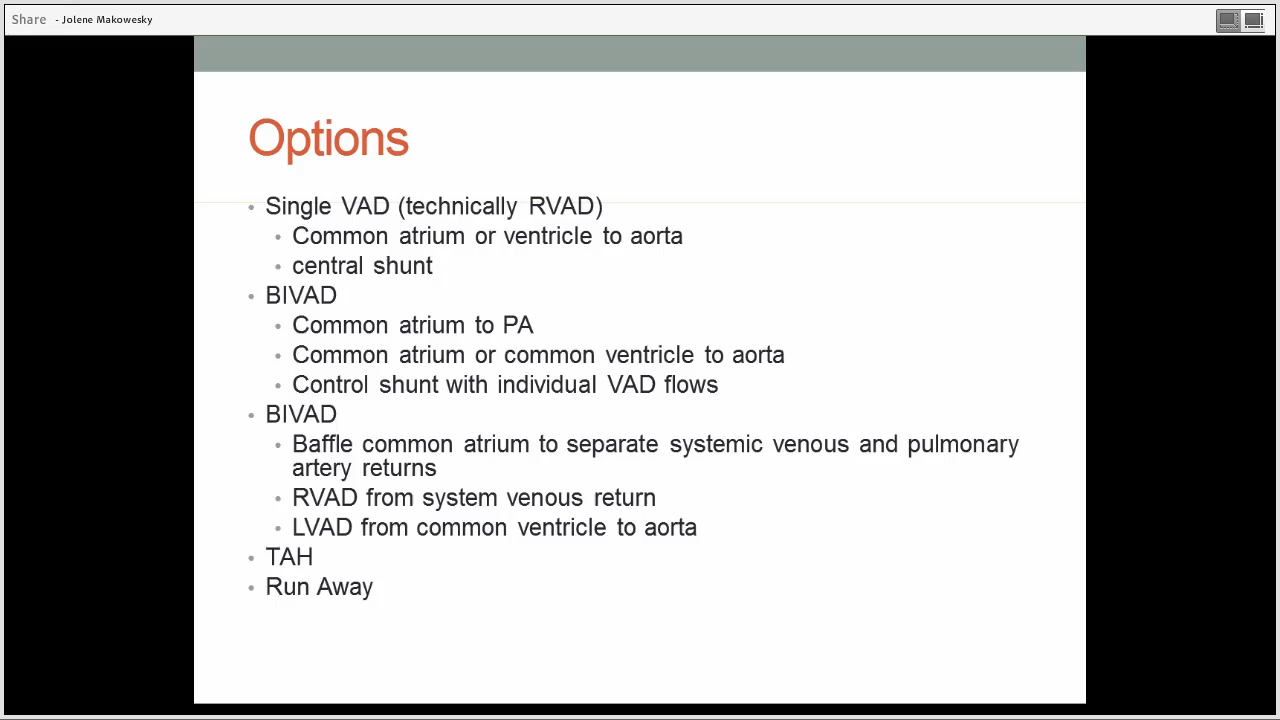 Share - Jolene Makowesky
Options
• Single VAD (technically RVAD)
• Common atrium or ventricle to aorta
• central shunt
• BIVAD
• Common atrium to PA
• Common atrium or common ventricle to aorta
• Control shunt with individual VAD flows
• BIVAD
• Baffle common atrium to separate systemic venous and pulmonary
artery returns
• RVAD from system venous return
• LVAD from common ventricle to aorta
• TAH
• Run Away